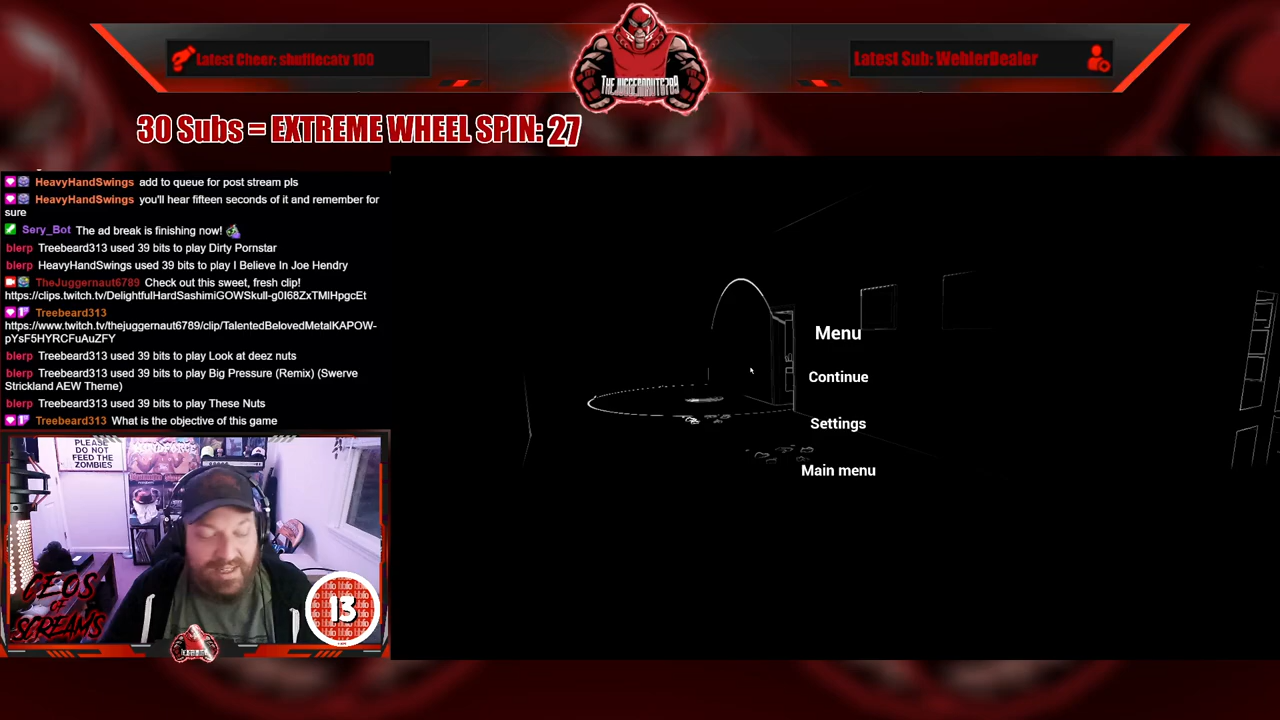 Latest Cheer: shufflecatv 100
THEJUGGERNAUT6789
Latest Sub: WehlerDealer
30 Subs = EXTREME WHEEL SPIN: 27
HeavyHandSwings add to queue for post stream pls
HeavyHandSwings you'll hear fifteen seconds of it and remember for
sure
Sery_Bot The ad break is finishing now!
blerp Treebeard313 used 39 bits to play Dirty Pornstar
blerp HeavyHandSwings used 39 bits to play I Believe In Joe Hendry
TheJuggernaut6789 Check out this sweet, fresh clip!
https://clips.twitch.tv/DelightfulHardSashimiGOWSkull-g0I68ZxTMlHpgcEt
Treebeard313
https://www.twitch.tv/thejuggernaut6789/clip/TalentedBelovedMetalKAPOW-
pYsF5HYRCFuAuZFY
blerp Treebeard313 used 39 bits to play Look at deez nuts
blerp Treebeard313 used 39 bits to play Big Pressure (Remix) (Swerve
Strickland AEW Theme)
blerp Treebeard313 used 39 bits to play These Nuts
Treebeard313 What is the objective of this game
Menu
Continue
Settings
Main menu
PLEASE
DO NOT
FEED THE
ZOMBIES
CEOS
OF
SCREAMS
13